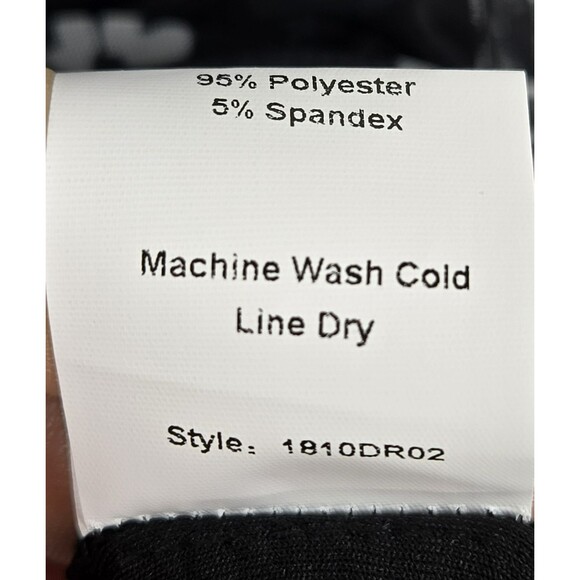 95% Polyester
5% Spandex
Machine Wash Cold
Line Dry
Style: 1810DR02